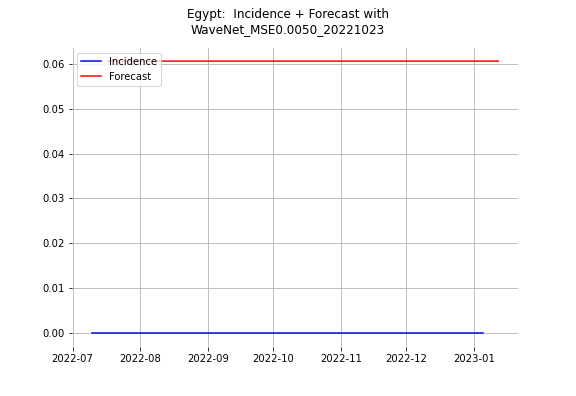 Egypt:  Incidence + Forecast with
WaveNet_MSE0.0050_20221023
Incidence
Forecast
0.06
0.05
0.04
0.03
0.02
0.01
0.00
2022-07 2022-08 2022-09 2022-10 2022-11 2022-12 2023-01